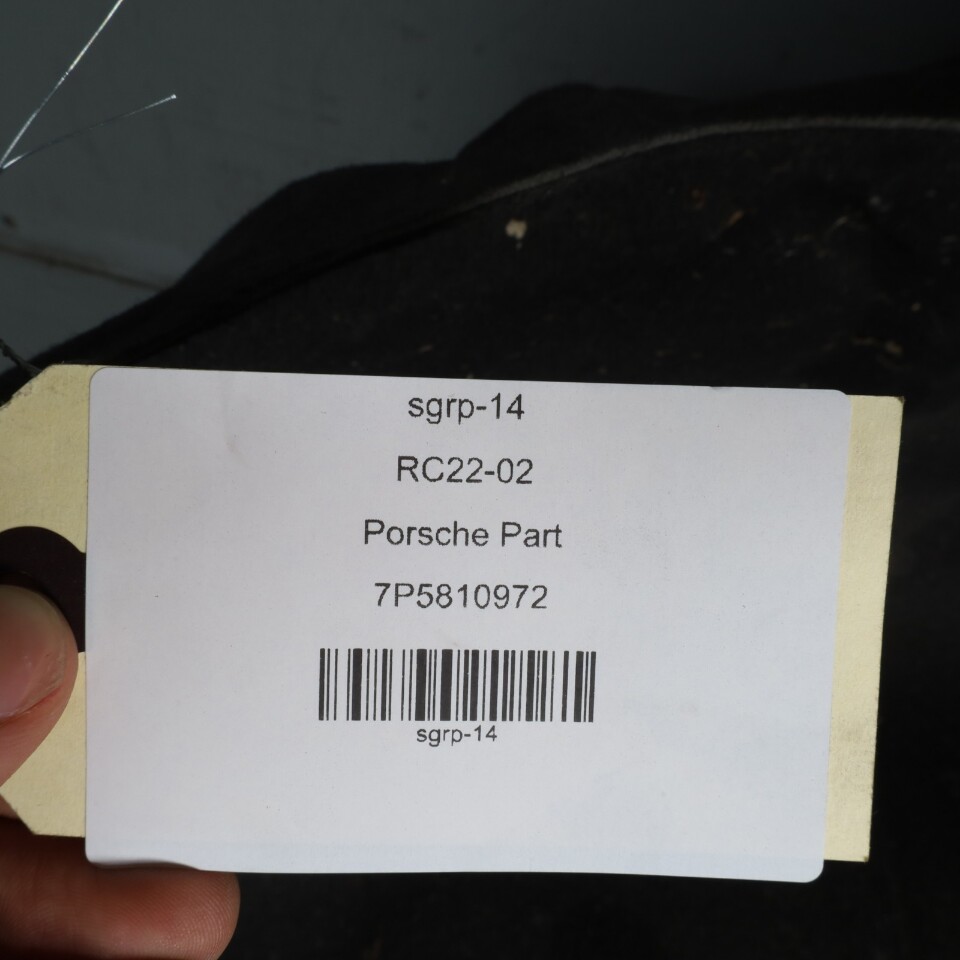 sgrp-14
RC22-02
Porsche Part
7P5810972
sgrp-14